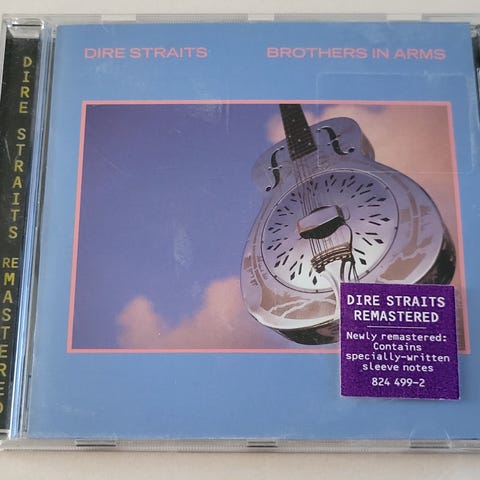 DIRE STRAITS REMASTERED
DIRE STRAITS BROTHERS IN ARMS
DIRE STRAITS
REMASTERED
Newly remastered:
Contains
specially-written
sleeve notes
824 499-2